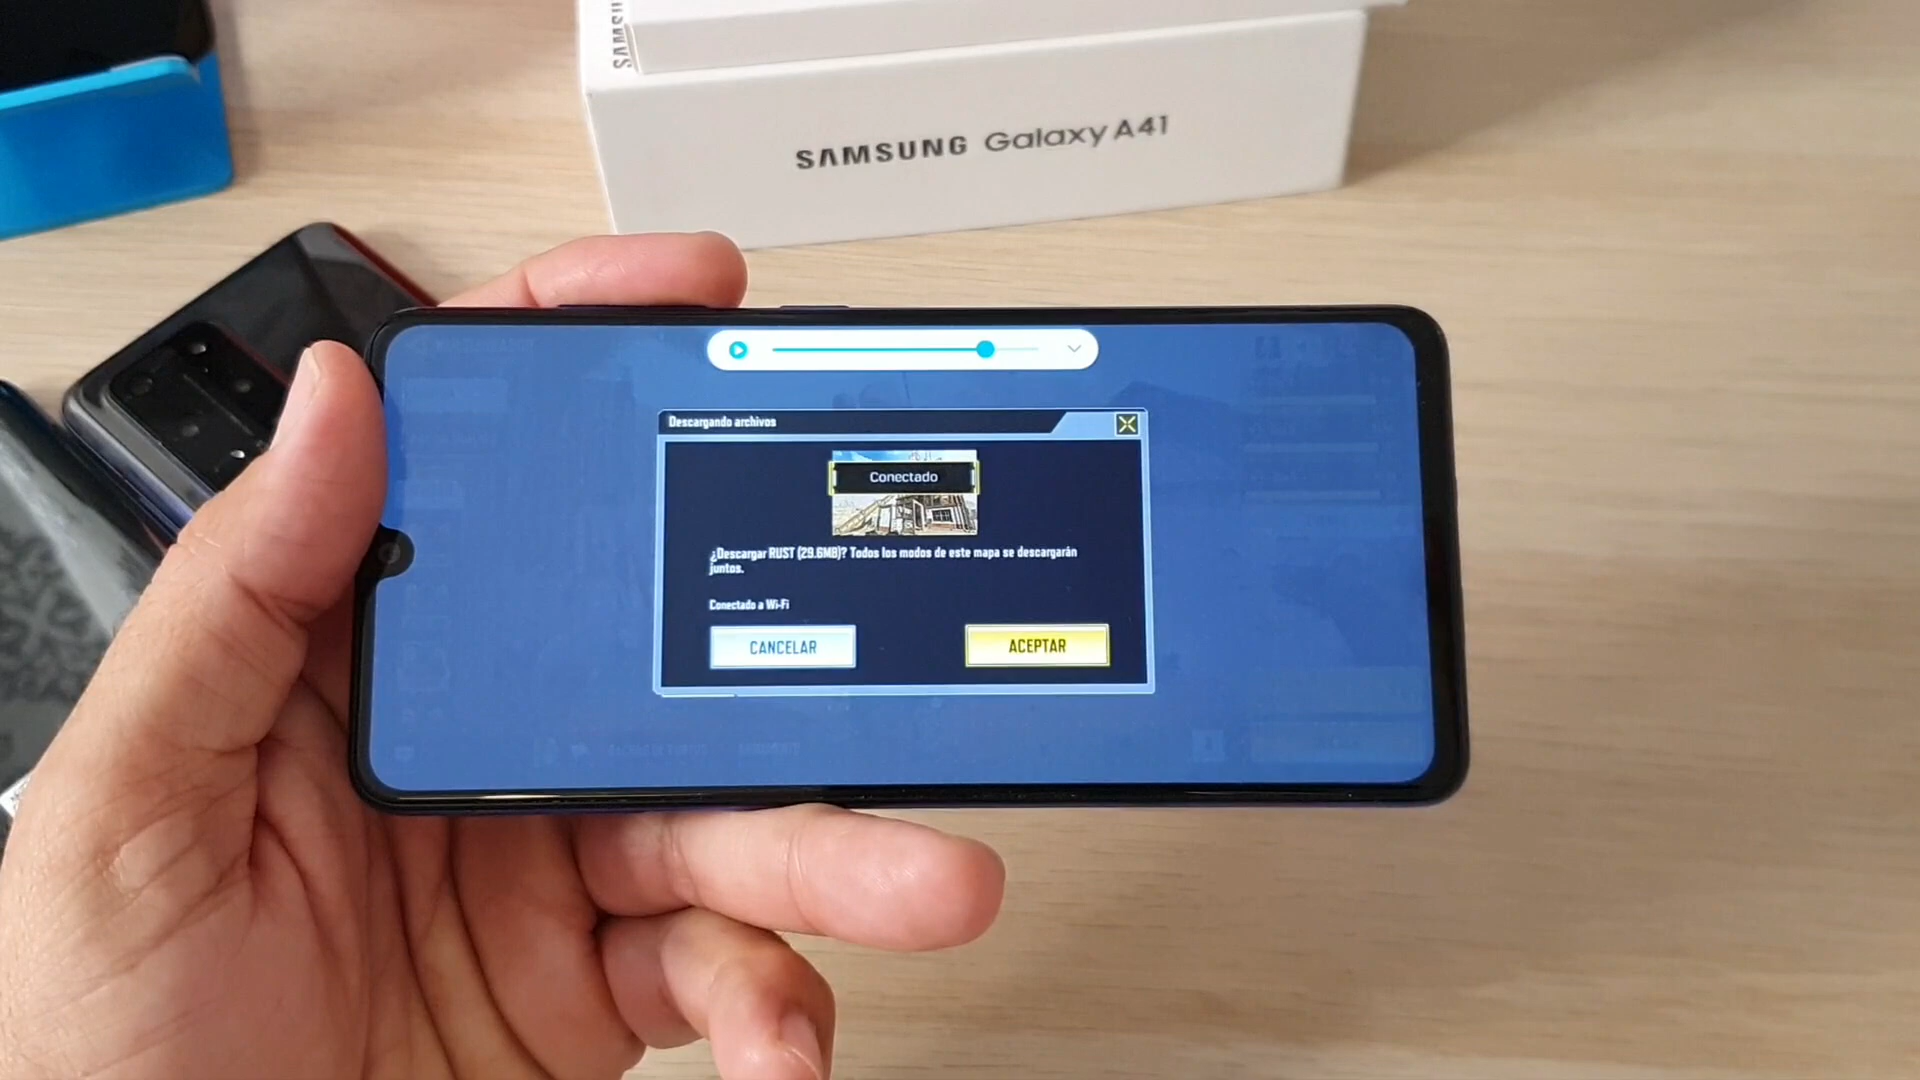 SAMSU
SAMSUNG Galaxy A41
Descargando archivos
Conectado
¿Descargar RUST (29.6MB)? Todos los modos de este mapa se descargarán
juntos.
Conectado a Wi-Fi
CANCELAR
ACEPTAR